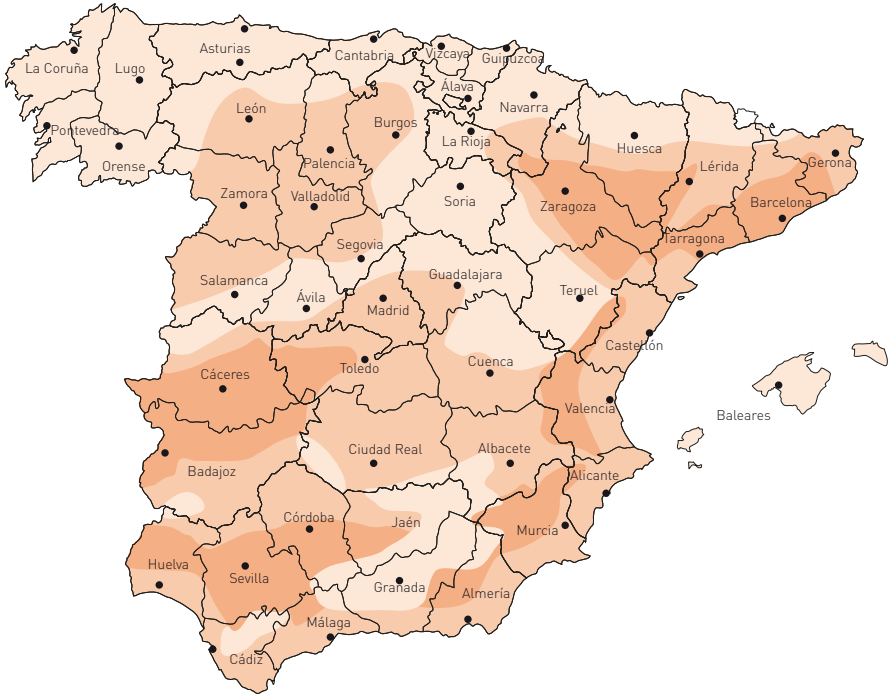 Asturias
Cantabria
Vizcaya
Guipúzcoa
La Coruña
Lugo
Álava
Navarra
León
Burgos
Pontevedra
La Rioja
Huesca
Orense
Palencia
Lérida
Gerona
Zamora
Valladolid
Soria
Zaragoza
Barcelona
Segovia
Tarragona
Salamanca
Guadalajara
Ávila
Teruel
Madrid
Castellón
Cáceres
Toledo
Cuenca
Valencia
Baleares
Badajoz
Ciudad Real
Albacete
Alicante
Córdoba
Jaén
Murcia
Huelva
Sevilla
Granada
Almería
Málaga
Cádiz